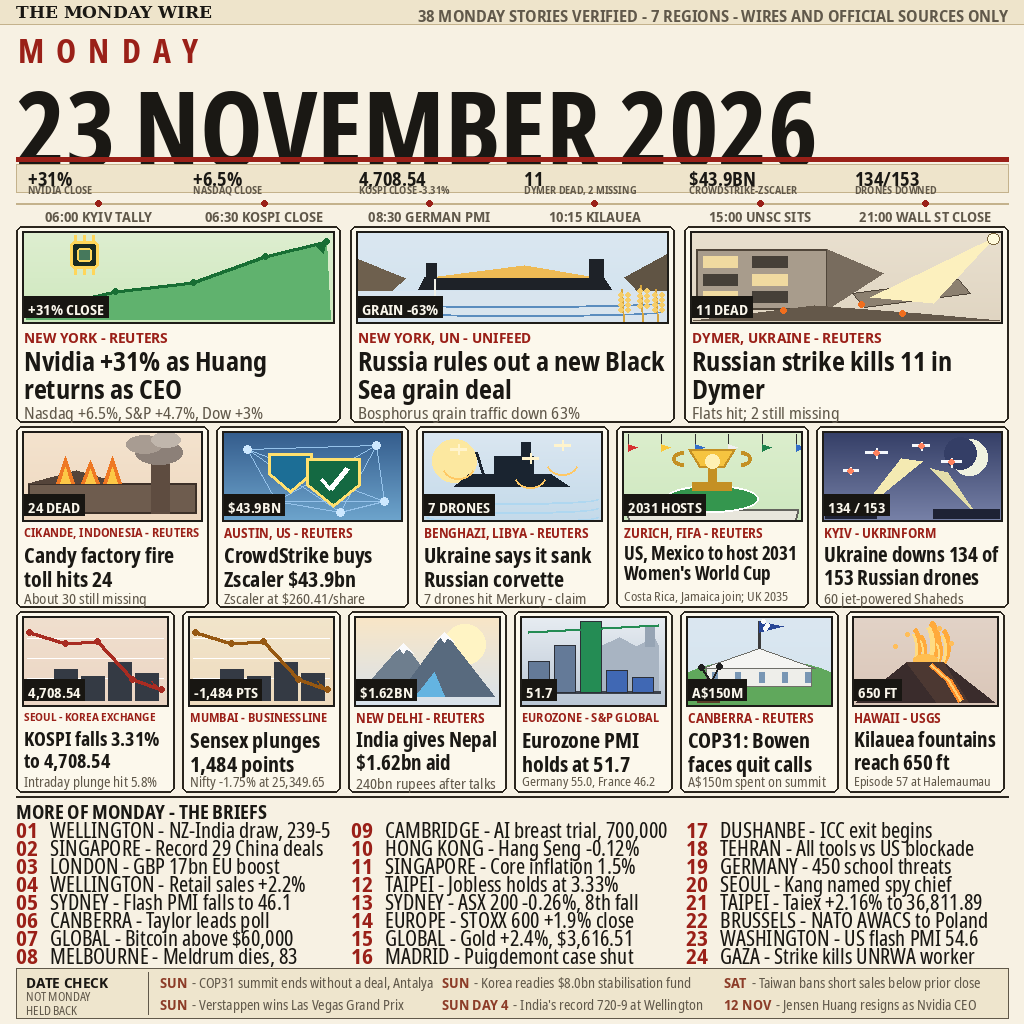 THE MONDAY WIRE
38 MONDAY STORIES VERIFIED - 7 REGIONS - WIRES AND OFFICIAL SOURCES ONLY
MONDAY
23 NOVEMBER 2026
+31%
NVIDIA CLOSE
+6.5%
NASDAQ CLOSE
4,708.54
KOSPI CLOSE -3.31%
11
DYMER DEAD, 2 MISSING
$43.9BN
CROWDSTRIKE-ZSCALER
134/153
DRONES DOWNED
06:00 KYIV TALLY
06:30 KOSPI CLOSE
08:30 GERMAN PMI
10:15 KILAUEA
15:00 UNSC SITS
21:00 WALL ST CLOSE
+31% CLOSE
NEW YORK - REUTERS
Nvidia +31% as Huang
returns as CEO
Nasdaq +6.5%, S&P +4.7%, Dow +3%
GRAIN -63%
NEW YORK, UN - UNIFEED
Russia rules out a new Black
Sea grain deal
Bosphorus grain traffic down 63%
11 DEAD
DYMER, UKRAINE - REUTERS
Russian strike kills 11 in
Dymer
Flats hit; 2 still missing
24 DEAD
CIKANDE, INDONESIA - REUTERS
Candy factory fire
toll hits 24
About 30 still missing
$43.9BN
AUSTIN, US - REUTERS
CrowdStrike buys
Zscaler $43.9bn
Zscaler at $260.41/share
7 DRONES
BENGHAZI, LIBYA - REUTERS
Ukraine says it sank
Russian corvette
7 drones hit Merkury - claim
2031 HOSTS
ZURICH, FIFA - REUTERS
US, Mexico to host 2031
Women's World Cup
Costa Rica, Jamaica join; UK 2035
134 / 153
KYIV - UKRINFORM
Ukraine downs 134 of
153 Russian drones
60 jet-powered Shaheds
4,708.54
SEOUL - KOREA EXCHANGE
KOSPI falls 3.31%
to 4,708.54
Intraday plunge hit 5.8%
-1,484 PTS
MUMBAI - BUSINESSLINE
Sensex plunges
1,484 points
Nifty -1.75% at 25,349.65
$1.62BN
NEW DELHI - REUTERS
India gives Nepal
$1.62bn aid
240bn rupees after talks
51.7
EUROZONE - S&P GLOBAL
Eurozone PMI
holds at 51.7
Germany 55.0, France 46.2
A$150M
CANBERRA - REUTERS
COP31: Bowen
faces quit calls
A$150m spent on summit
650 FT
HAWAII - USGS
Kilauea fountains
reach 650 ft
Episode 57 at Halemaumau
MORE OF MONDAY - THE BRIEFS
01 WELLINGTON - NZ-India draw, 239-5
02 SINGAPORE - Record 29 China deals
03 LONDON - GBP 17bn EU boost
04 WELLINGTON - Retail sales +2.2%
05 SYDNEY - Flash PMI falls to 46.1
06 CANBERRA - Taylor leads poll
07 GLOBAL - Bitcoin above $60,000
08 MELBOURNE - Meldrum dies, 83
09 CAMBRIDGE - AI breast trial, 700,000
10 HONG KONG - Hang Seng -0.12%
11 SINGAPORE - Core inflation 1.5%
12 TAIPEI - Jobless holds at 3.33%
13 SYDNEY - ASX 200 -0.26%, 8th fall
14 EUROPE - STOXX 600 +1.9% close
15 GLOBAL - Gold +2.4%, $3,616.51
16 MADRID - Puigdemont case shut
17 DUSHANBE - ICC exit begins
18 TEHRAN - All tools vs US blockade
19 GERMANY - 450 school threats
20 SEOUL - Kang named spy chief
21 TAIPEI - Taiex +2.16% to 36,811.89
22 BRUSSELS - NATO AWACS to Poland
23 WASHINGTON - US flash PMI 54.6
24 GAZA - Strike kills UNRWA worker
DATE CHECK
NOT MONDAY
HELD BACK
SUN - COP31 summit ends without a deal, Antalya
SUN - Korea readies $8.0bn stabilisation fund
SAT - Taiwan bans short sales below prior close
SUN - Verstappen wins Las Vegas Grand Prix
SUN DAY 4 - India's record 720-9 at Wellington
12 NOV - Jensen Huang resigns as Nvidia CEO